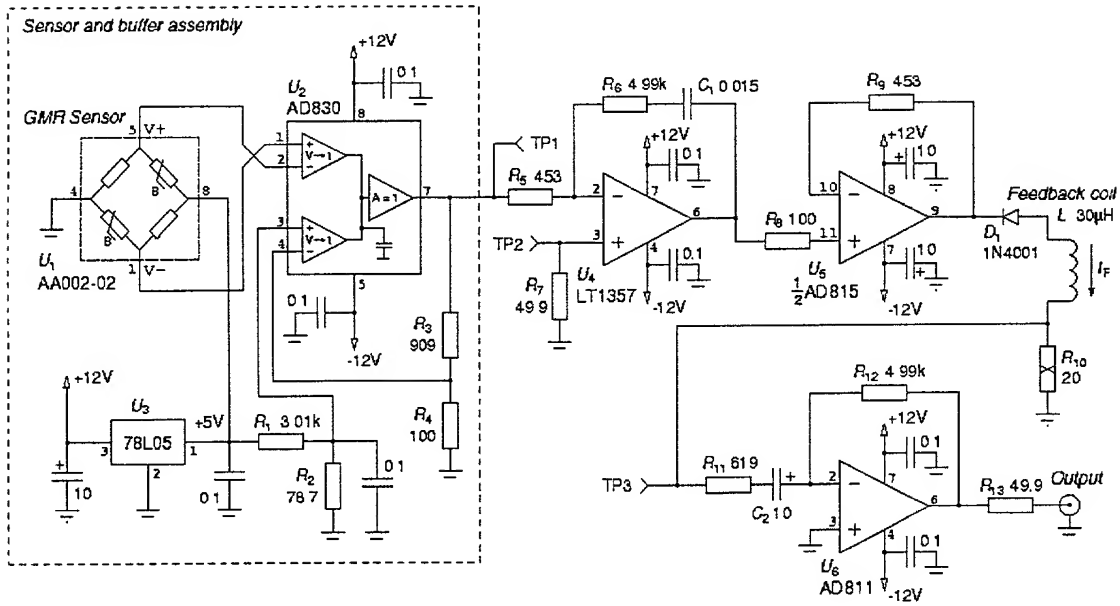 Sensor and buffer assembly
+12V
0 1
U2
AD830
8
GMR Sensor
5 V+
4
B
B
8
1 V−
U1
AA002-02
1
2
V→1
3
4
V→1
A=1
7
5
0 1
-12V
R3
909
R4
100
+12V
U3
78L05
3
1
2
+5V
10
0 1
R1 3 01k
R2
78 7
0 1
TP1
R5 453
TP2
R7
49 9
R6 4 99k
C1 0 015
+12V
0 1
7
2
3
6
4
U4
LT1357
0.1
-12V
R8 100
R9 453
+12V
10
8
10
11
9
7
U5
½AD815
10
-12V
D1
1N4001
Feedback coil
L 30µH
IF
R10
20
TP3
R11 619
C2 10
R12 4 99k
+12V
0 1
7
2
3
6
4
U6
AD811
0 1
-12V
R13 49.9
Output